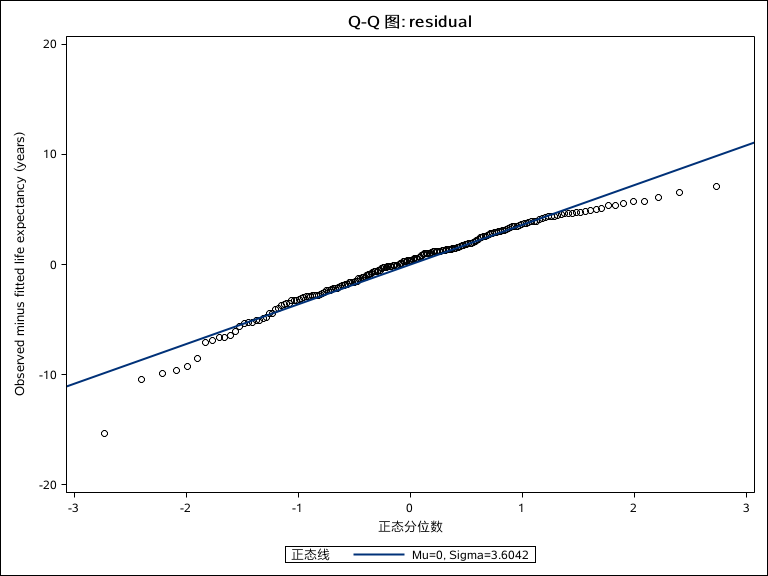 Q-Q 图: residual
Observed minus fitted life expectancy (years)
20
10
0
-10
-20
-3 -2 -1 0 1 2 3
正态分位数
正态线 Mu=0, Sigma=3.6042